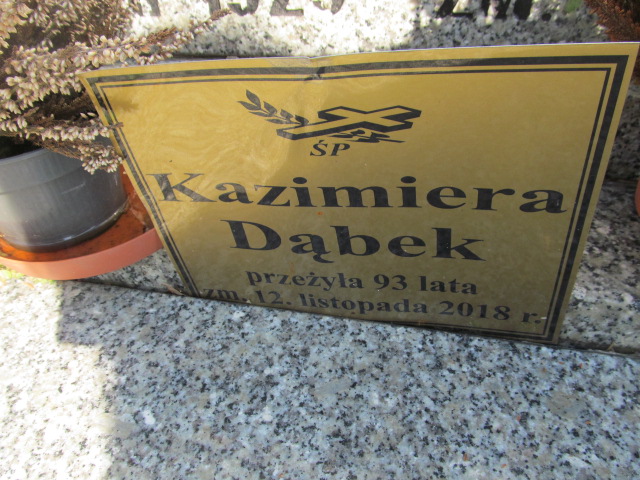 ŚP
Kazimiera
Dąbek
przeżyła 93 lata
zm. 12. listopada 2018 r.